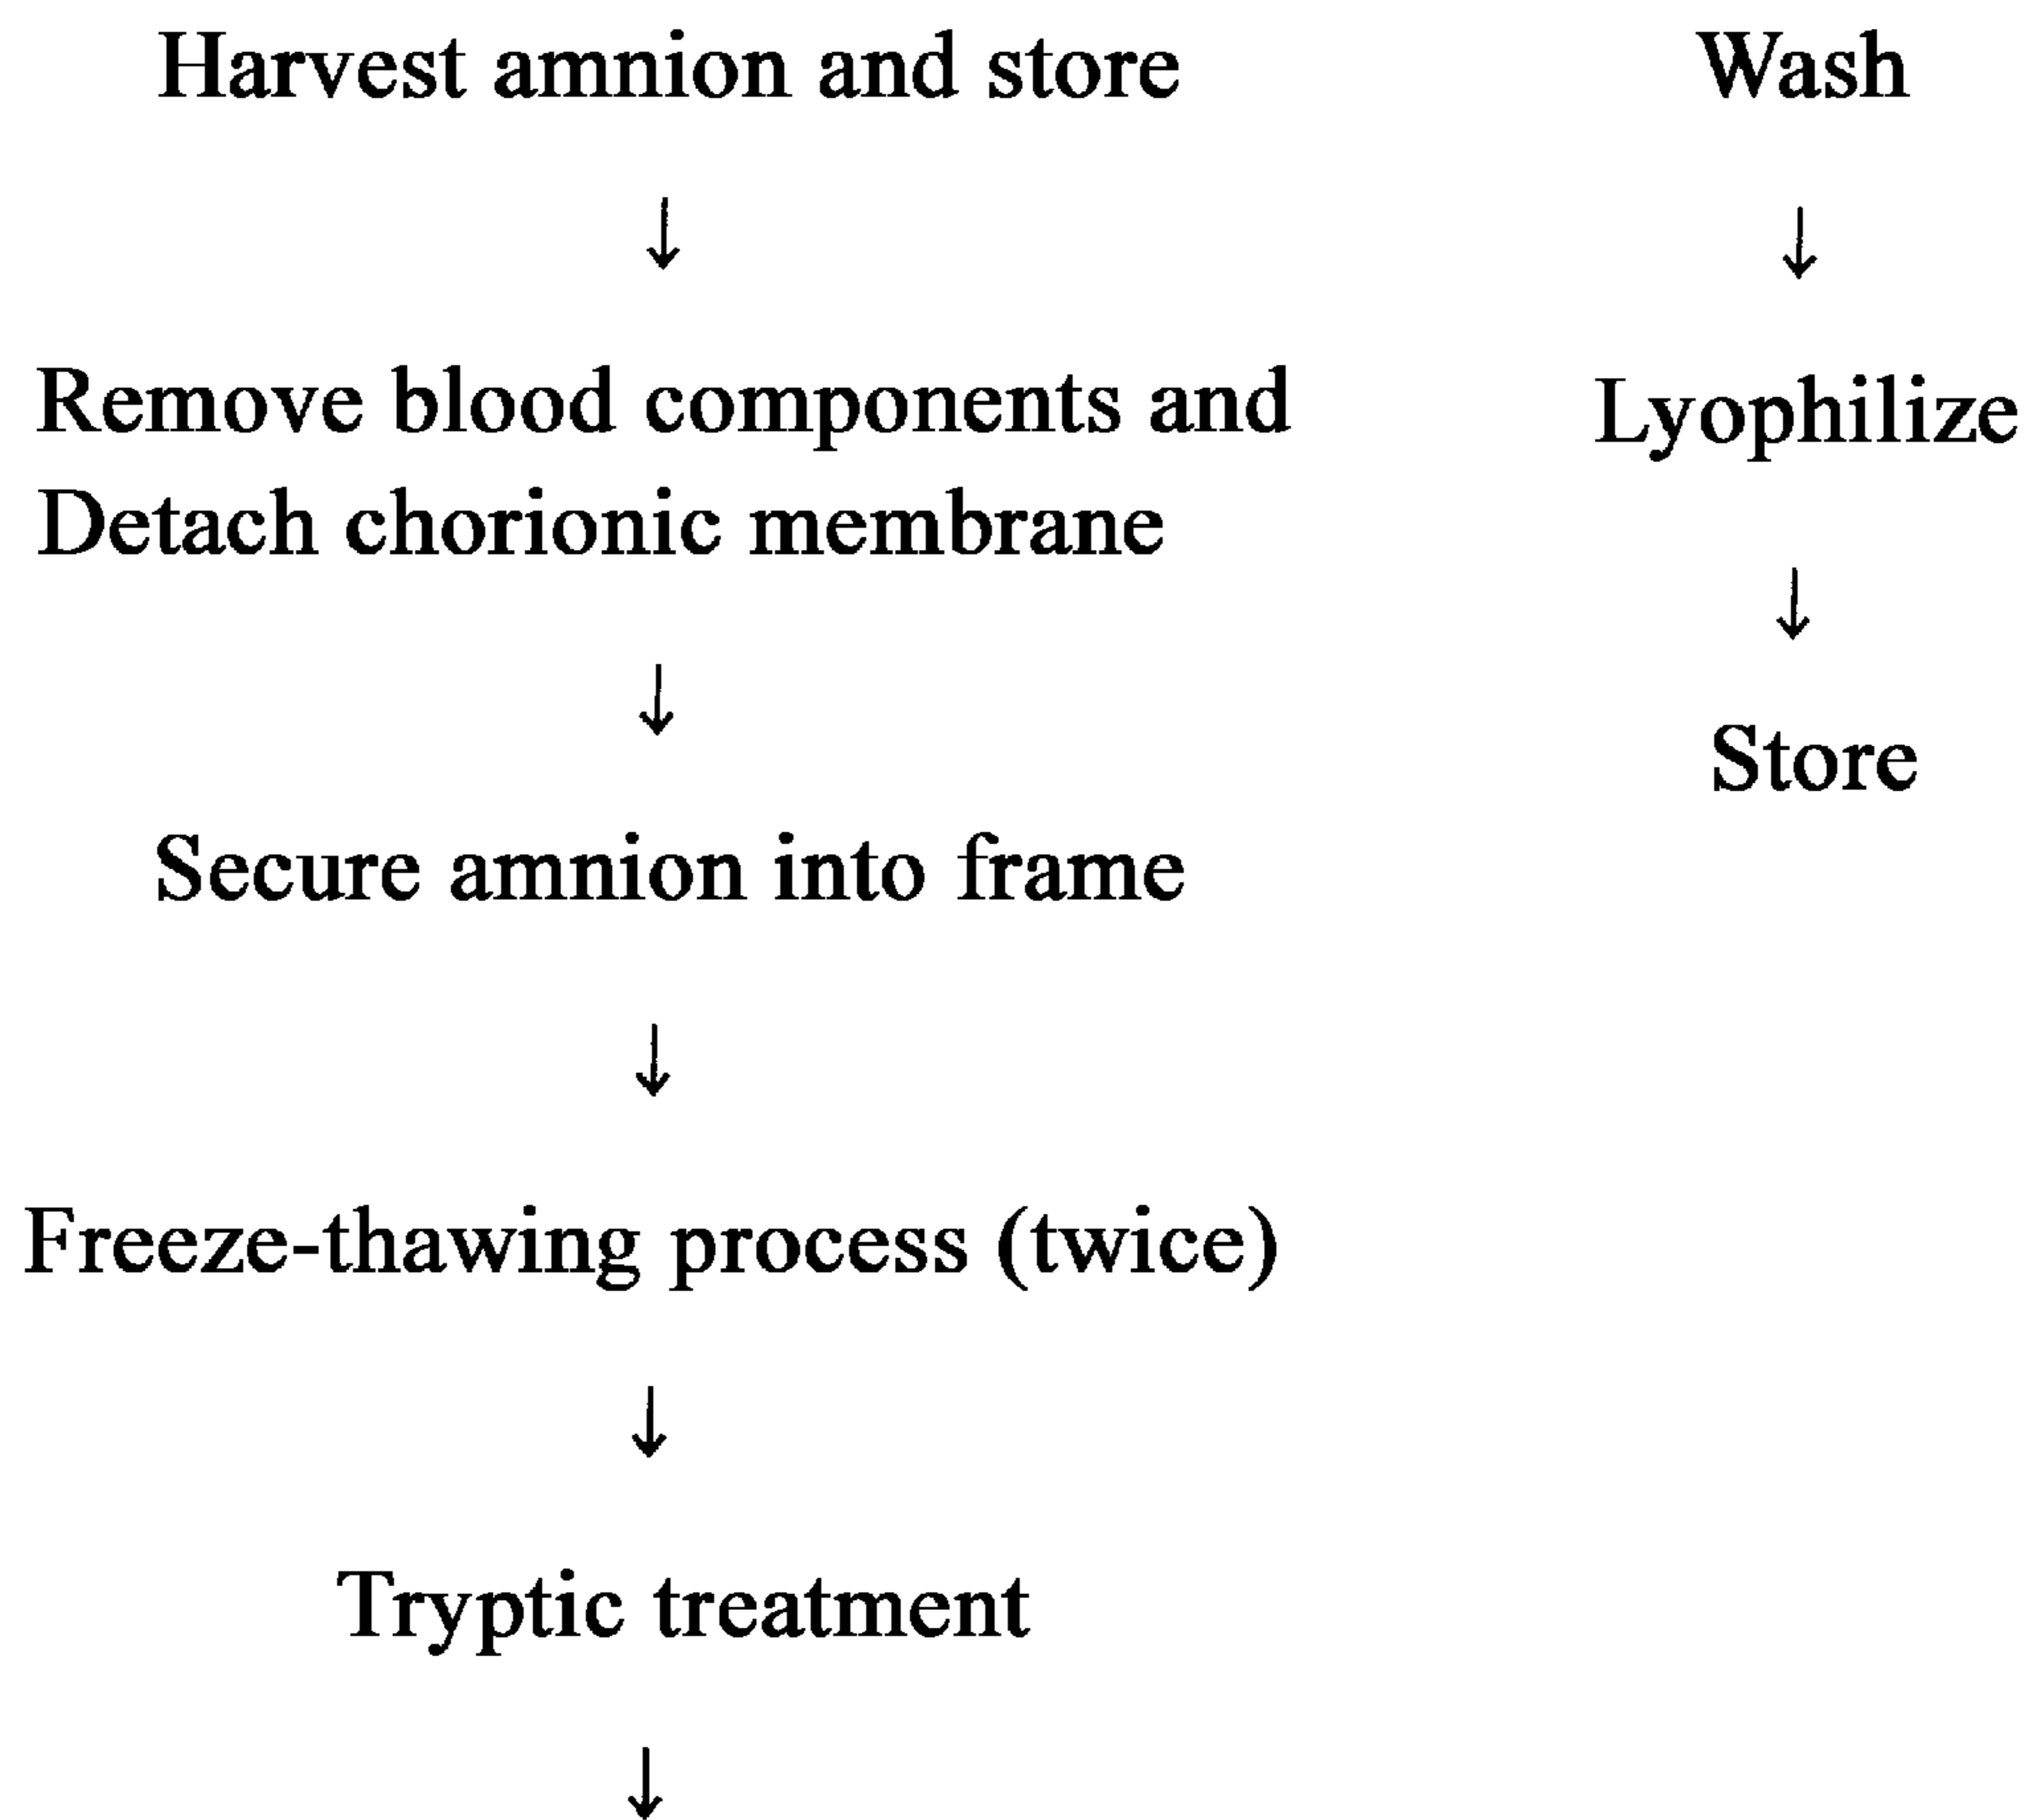 Harvest amnion and store
↓
Remove blood components and
Detach chorionic membrane
↓
Secure amnion into frame
↓
Freeze-thawing process (twice)
↓
Tryptic treatment
↓
Wash
↓
Lyophilize
↓
Store